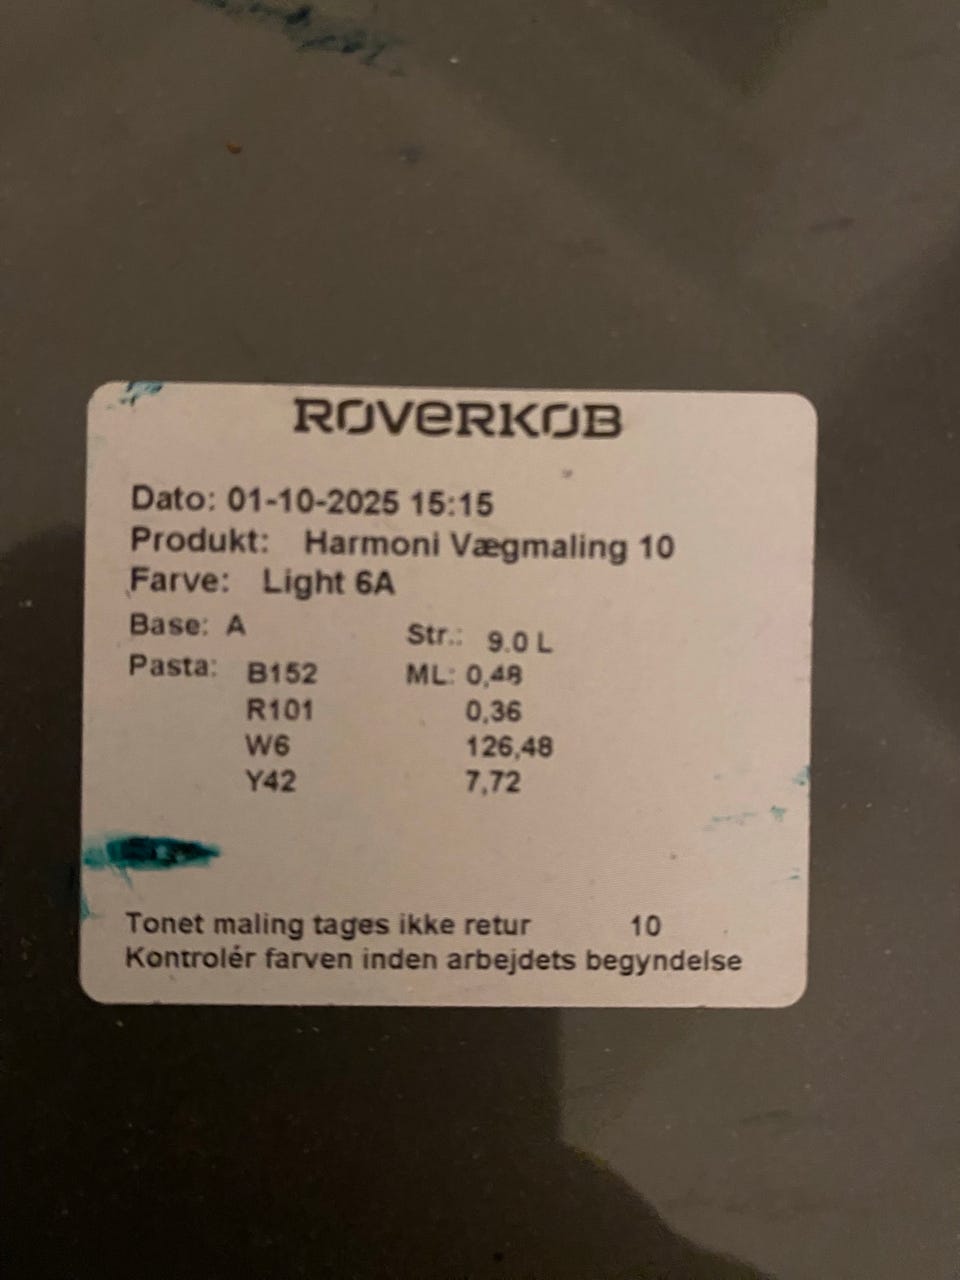 ROVERKØB
Dato: 01-10-2025 15:15
Produkt: Harmoni Vægmaling 10
Farve: Light 6A
Base: A Str.: 9.0 L
Pasta: B152 ML: 0,48
R101 0,36
W6 126,48
Y42 7,72
Tonet maling tages ikke retur 10
Kontrolér farven inden arbejdets begyndelse